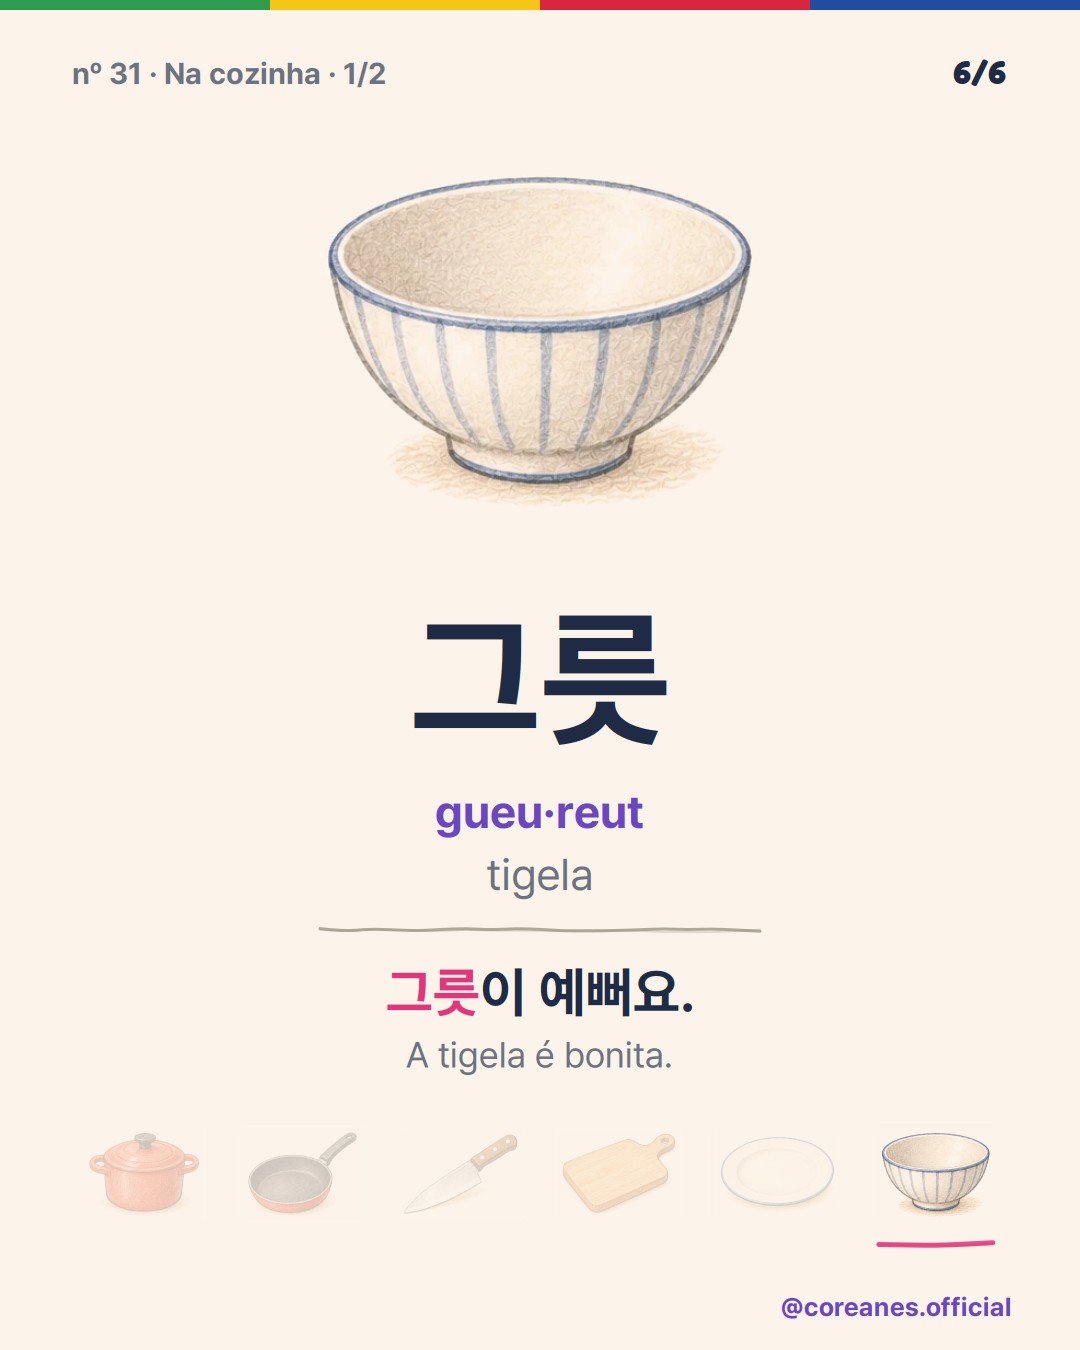 nº 31 · Na cozinha · 1/2
6/6
그릇
gueu·reut
tigela
그릇이 예뻐요.
A tigela é bonita.
@coreanes.official